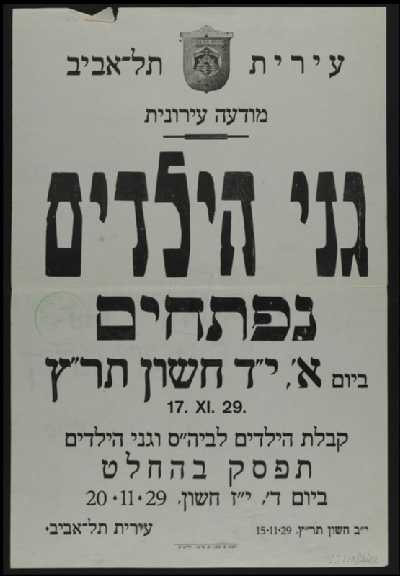 עירית תל־אביב
מודעה עירונית
גני הילדים
נפתחים
ביום א', י"ד חשון תר"ץ
17. XI. 29.
קבלת הילדים לביה"ס וגני הילדים
תפסק בהחלט
ביום ד', י"ז חשון, 20·11·29
י"ב חשון תר"ץ, 15·11·29
עירית תל־אביב·